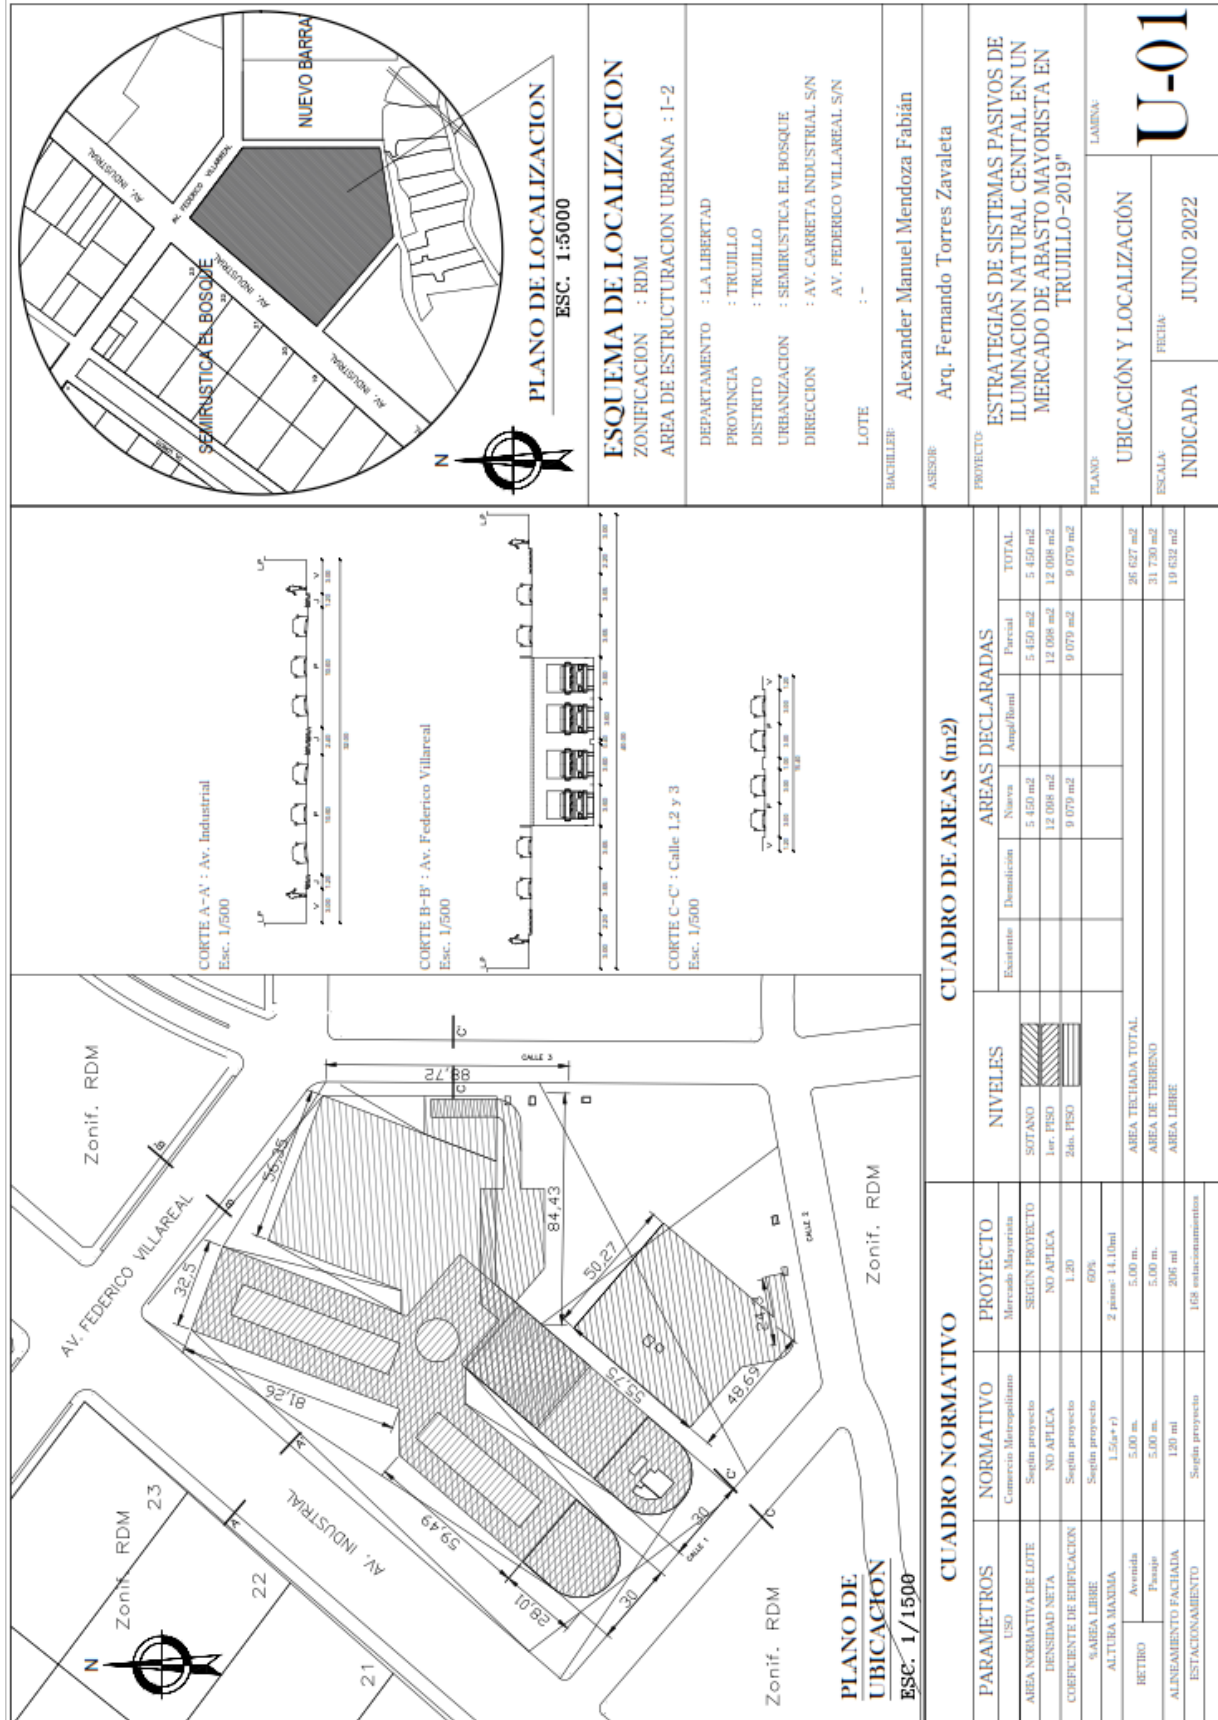 Zonif. RDM
23
22
21
Zonif. RDM
Zonif. RDM
Zonif. RDM
AV. FEDERICO VILLAREAL
AV. INDUSTRIAL
CALLE 1
CALLE 2
CALLE 3
32,5
56,35
81,26
59,49
28,01
30
30
88,72
84,43
50,27
55,75
48,69
24,3
A'
A
B'
B
C'
C
C'
C
N
PLANO DE
UBICACION
ESC. 1/1500
CORTE A-A' : Av. Industrial
Esc. 1/500
CORTE B-B' : Av. Federico Villareal
Esc. 1/500
CORTE C-C' : Calle 1,2 y 3
Esc. 1/500
SEMIRUSTICA EL BOSQUE
NUEVO BARRA
AV. INDUSTRIAL
AV. FEDERICO VILLAREAL
AV. INDUSTRIAL
AV. INDUSTRIAL
N
PLANO DE LOCALIZACION
ESC. 1:5000
ESQUEMA DE LOCALIZACION
ZONIFICACION : RDM
AREA DE ESTRUCTURACION URBANA : I-2
DEPARTAMENTO : LA LIBERTAD
PROVINCIA : TRUJILLO
DISTRITO : TRUJILLO
URBANIZACION : SEMIRUSTICA EL BOSQUE
DIRECCION : AV. CARRETA INDUSTRIAL S/N
AV. FEDERICO VILLAREAL S/N
LOTE : -
BACHILLER:
Alexander Manuel Mendoza Fabián
ASESOR:
Arq. Fernando Torres Zavaleta
PROYECTO:
ESTRATEGIAS DE SISTEMAS PASIVOS DE
ILUMNACION NATURAL CENITAL EN UN
MERCADO DE ABASTO MAYORISTA EN
TRUJILLO-2019"
PLANO:
UBICACIÓN Y LOCALIZACIÓN
LAMINA:
U-01
ESCALA:
INDICADA
FECHA:
JUNIO 2022
CUADRO NORMATIVO
PARAMETROS NORMATIVO PROYECTO
USO Comercio Metropolitano Mercado Mayorista
AREA NORMATIVA DE LOTE Según proyecto SEGÚN PROYECTO
DENSIDAD NETA NO APLICA NO APLICA
COEFICIENTE DE EDIFICACION Según proyecto 1.20
%AREA LIBRE Según proyecto 60%
ALTURA MAXIMA 1.5(a+r) 2 pisos: 14.10ml
RETIRO Avenida 5.00 m. 5.00 m.
Pasaje 5.00 m. 5.00 m.
ALINEAMIENTO FACHADA 120 ml 206 ml
ESTACIONAMIENTO Según proyecto 168 estacionamientos
CUADRO DE AREAS (m2)
NIVELES AREAS DECLARADAS
Existente Demolición Nueva Ampl/Reml Parcial TOTAL
SOTANO 5 450 m2 5 450 m2 5 450 m2
1er. PISO 12 098 m2 12 098 m2 12 098 m2
2do. PISO 9 079 m2 9 079 m2 9 079 m2
AREA TECHADA TOTAL 26 627 m2
AREA DE TERRENO 31 730 m2
AREA LIBRE 19 632 m2